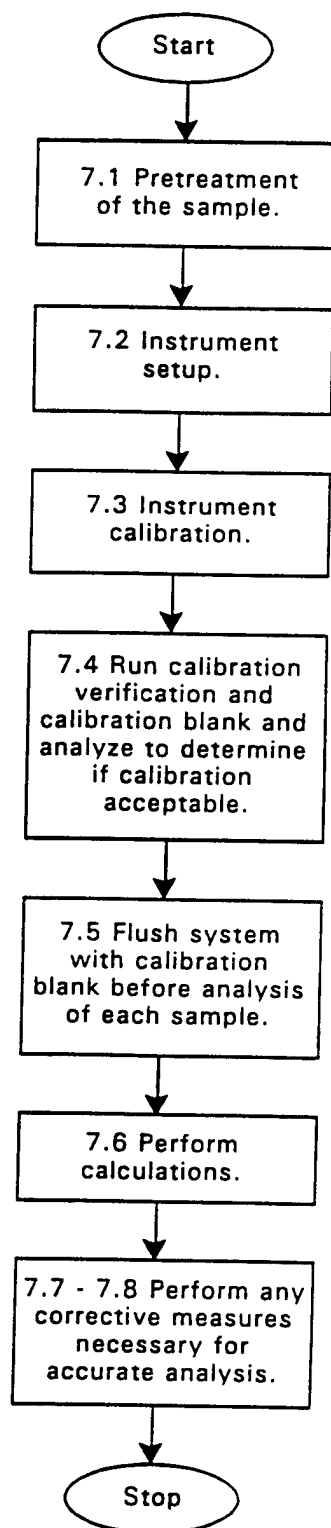 Start
7.1 Pretreatment
of the sample.
7.2 Instrument
setup.
7.3 Instrument
calibration.
7.4 Run calibration
verification and
calibration blank and
analyze to determine
if calibration
acceptable.
7.5 Flush system
with calibration
blank before analysis
of each sample.
7.6 Perform
calculations.
7.7 - 7.8 Perform any
corrective measures
necessary for
accurate analysis.
Stop